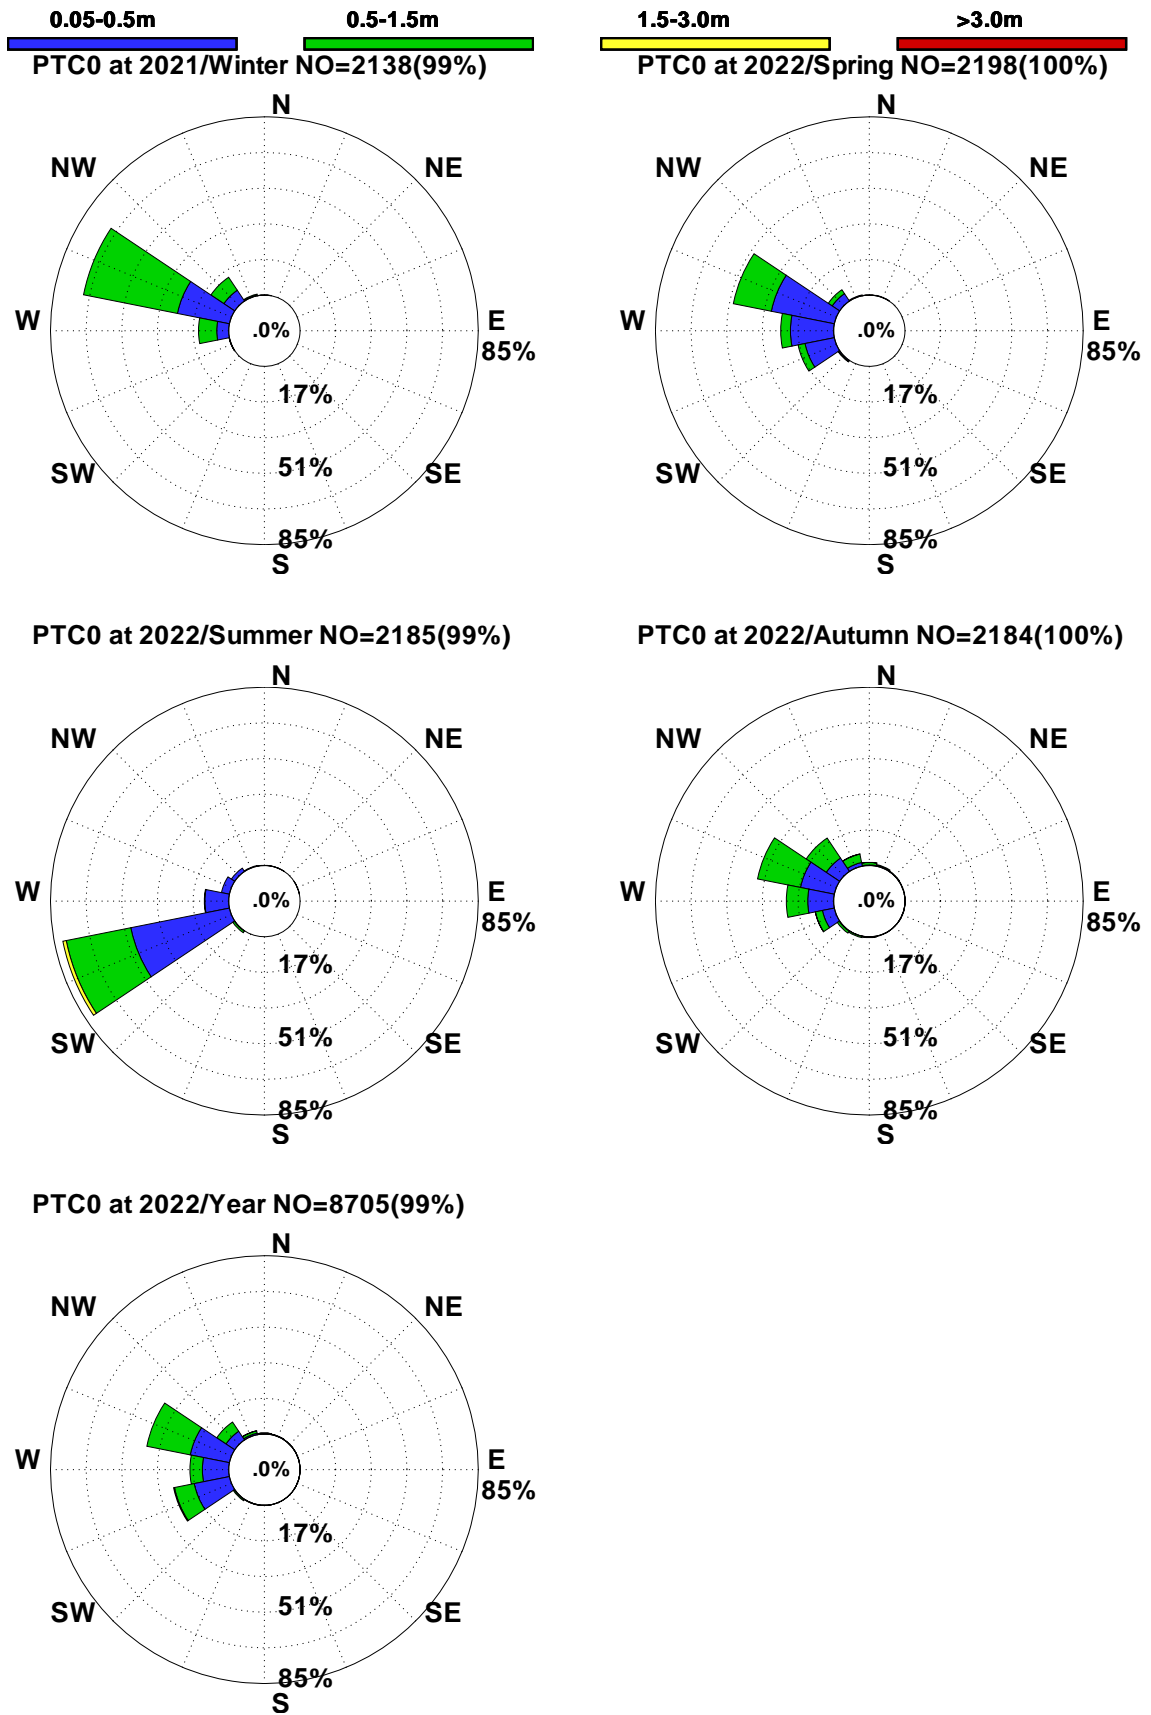 0.05-0.5m 0.5-1.5m 1.5-3.0m >3.0m
PTC0 at 2021/Winter NO=2138(99%)
N
NW NE
W .0% E
85%
17%
SW 51% SE
85%
S
PTC0 at 2022/Spring NO=2198(100%)
N
NW NE
W .0% E
85%
17%
SW 51% SE
85%
S
PTC0 at 2022/Summer NO=2185(99%)
N
NW NE
W .0% E
85%
17%
SW 51% SE
85%
S
PTC0 at 2022/Autumn NO=2184(100%)
N
NW NE
W .0% E
85%
17%
SW 51% SE
85%
S
PTC0 at 2022/Year NO=8705(99%)
N
NW NE
W .0% E
85%
17%
SW 51% SE
85%
S